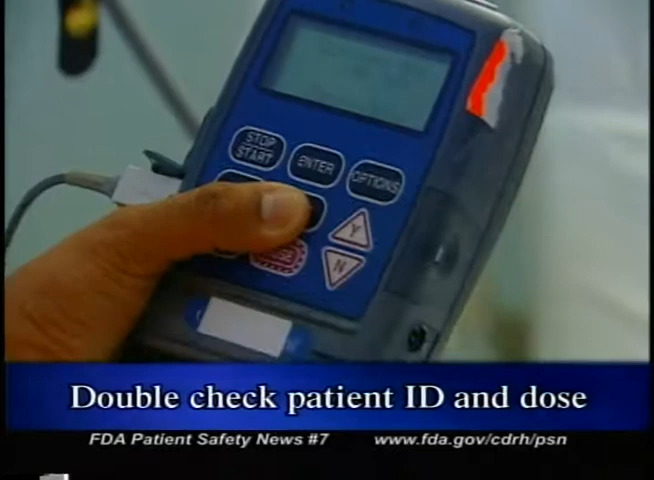 STOP
START
ENTER
OPTIONS
Y
N
Double check patient ID and dose
FDA Patient Safety News #7 www.fda.gov/cdrh/psn